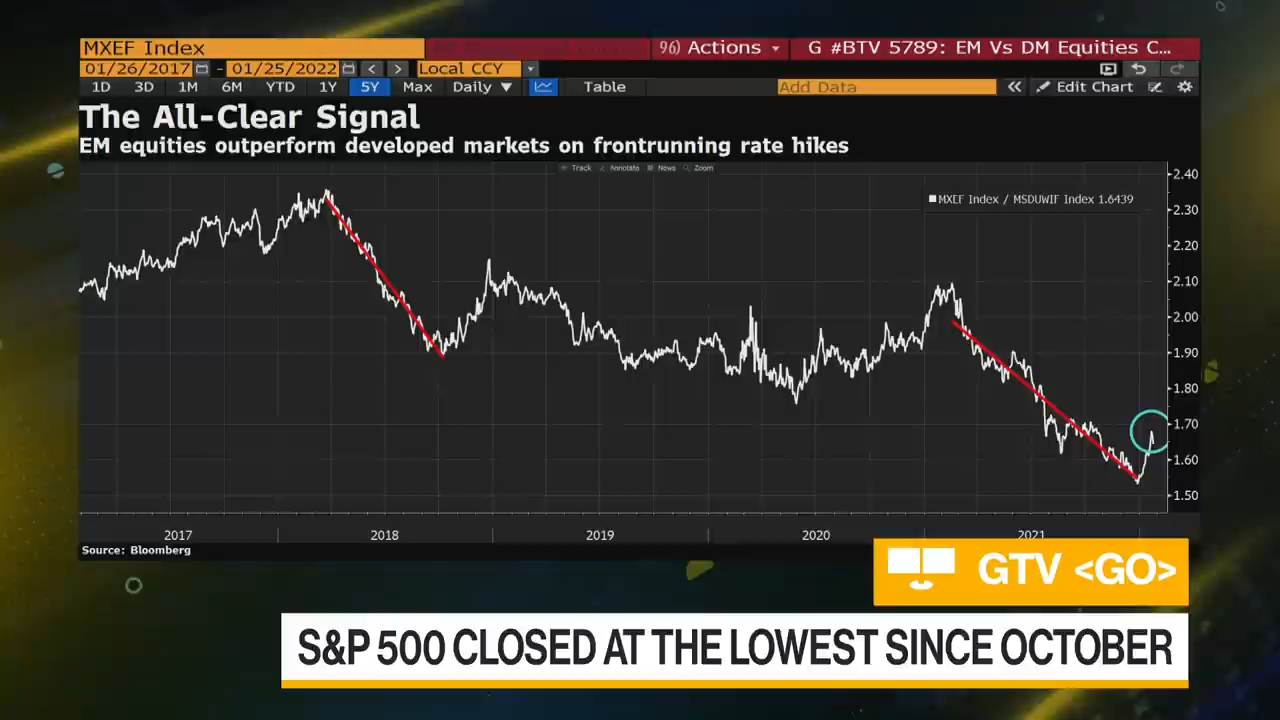 MXEF Index
96) Actions
G #BTV 5789: EM Vs DM Equities C...
01/26/2017 - 01/25/2022 < > Local CCY
1D 3D 1M 6M YTD 1Y 5Y Max Daily ▼ Table Add Data « Edit Chart
The All-Clear Signal
EM equities outperform developed markets on frontrunning rate hikes
Track Annotate News Zoom
2.40
MXEF Index / MSDUWIF Index 1.6439
2.30
2.20
2.10
2.00
1.90
1.80
1.70
1.60
1.50
2017 2018 2019 2020 2021
Source: Bloomberg
GTV <GO>
S&P 500 CLOSED AT THE LOWEST SINCE OCTOBER